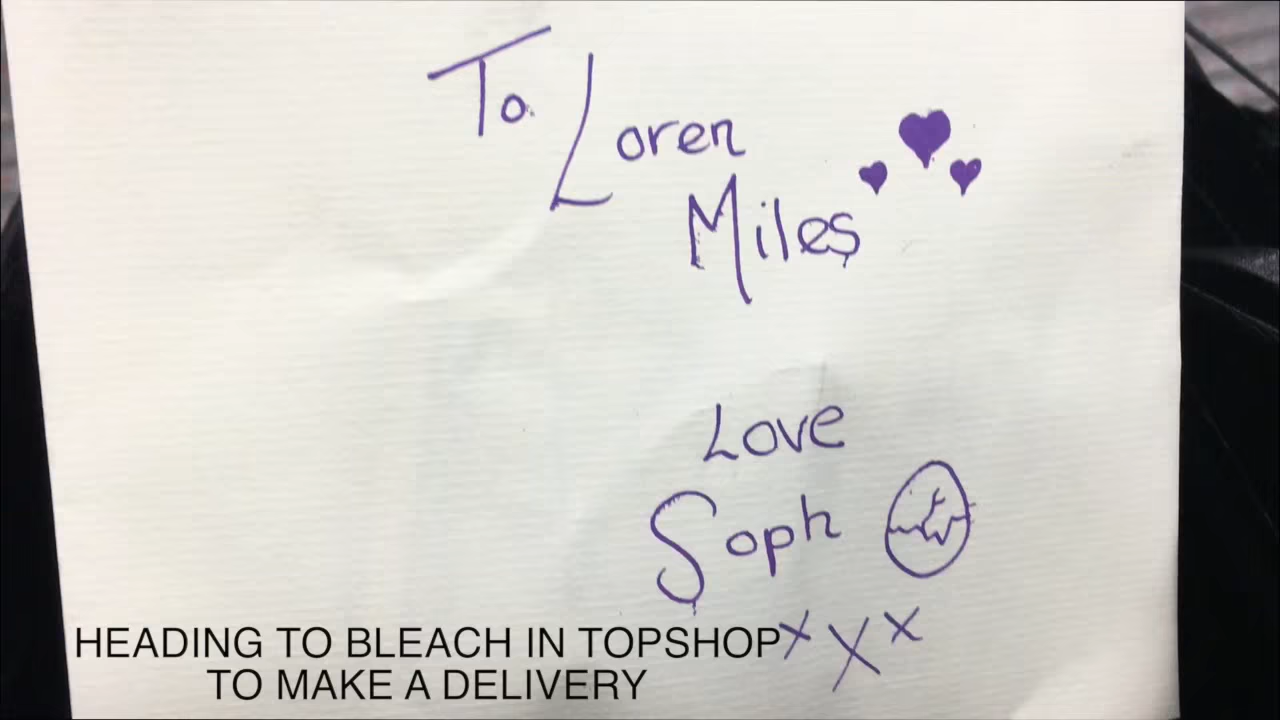 To Loren
Miles
Love
Soph
xxx
HEADING TO BLEACH IN TOPSHOP
TO MAKE A DELIVERY